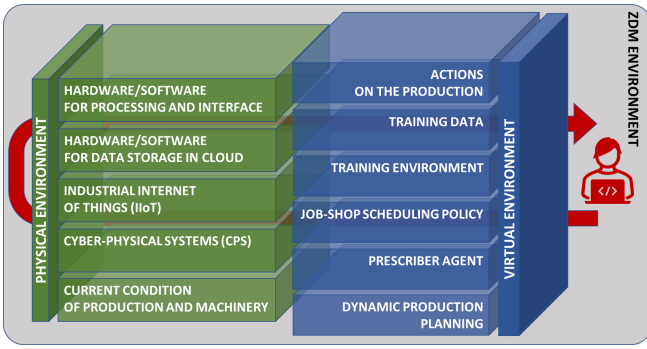 ZDM ENVIRONMENT
PHYSICAL ENVIRONMENT
HARDWARE/SOFTWARE
FOR PROCESSING AND INTERFACE
HARDWARE/SOFTWARE
FOR DATA STORAGE IN CLOUD
INDUSTRIAL INTERNET
OF THINGS (IIoT)
CYBER-PHYSICAL SYSTEMS (CPS)
CURRENT CONDITION
OF PRODUCTION AND MACHINERY
ACTIONS
ON THE PRODUCTION
TRAINING DATA
TRAINING ENVIRONMENT
JOB-SHOP SCHEDULING POLICY
PRESCRIBER AGENT
DYNAMIC PRODUCTION
PLANNING
VIRTUAL ENVIRONMENT
</>